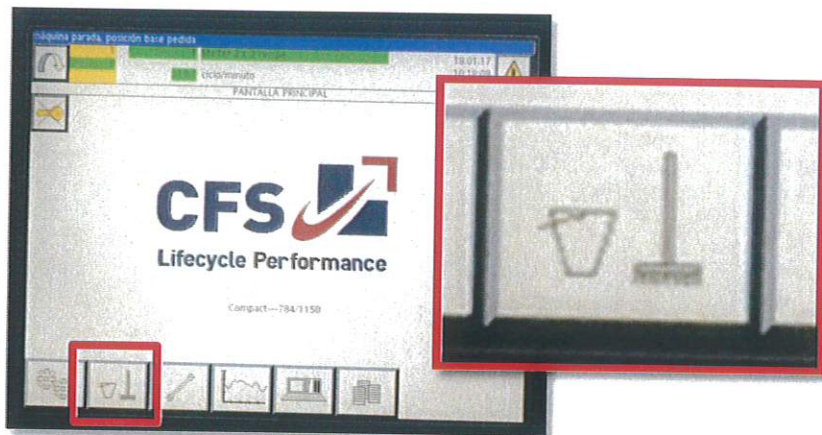 máquina parada, posición base pedida
18.01.17
ciclo/minuto
PANTALLA PRINCIPAL
CFS
Lifecycle Performance
Compact---784/1150